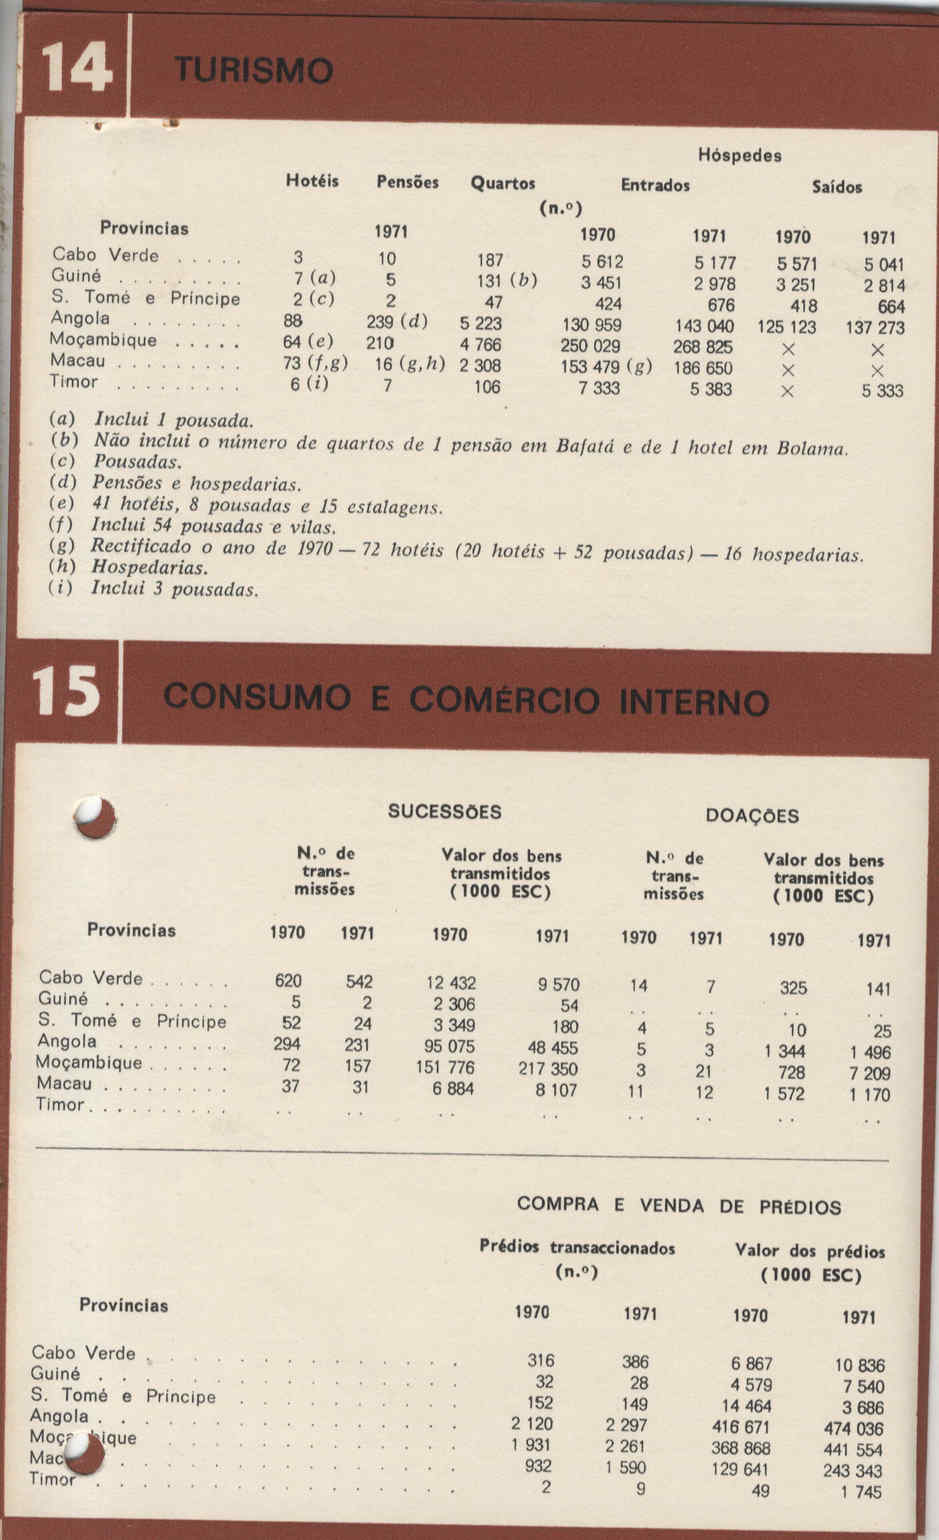 14 TURISMO
Hóspedes
Hotéis Pensões Quartos Entrados Saídos
(n.º)
Províncias 1971 1970 1971 1970 1971
Cabo Verde . . . . . 3 10 187 5 612 5 177 5 571 5 041
Guiné . . . . . . . . . 7 (a) 5 131 (b) 3 451 2 978 3 251 2 814
S. Tomé e Príncipe 2 (c) 2 47 424 676 418 664
Angola . . . . . . . . 88 239 (d) 5 223 130 959 143 040 125 123 137 273
Moçambique . . . . . 64 (e) 210 4 766 250 029 268 825 × ×
Macau . . . . . . . . . 73 (f,g) 16 (g,h) 2 308 153 479 (g) 186 650 × ×
Timor . . . . . . . . . 6 (i) 7 106 7 333 5 383 × 5 333
(a) Inclui 1 pousada.
(b) Não inclui o número de quartos de 1 pensão em Bafatá e de 1 hotel em Bolama.
(c) Pousadas.
(d) Pensões e hospedarias.
(e) 41 hotéis, 8 pousadas e 15 estalagens.
(f) Inclui 54 pousadas e vilas.
(g) Rectificado o ano de 1970 — 72 hotéis (20 hotéis + 52 pousadas) — 16 hospedarias.
(h) Hospedarias.
(i) Inclui 3 pousadas.
15 CONSUMO E COMÉRCIO INTERNO
SUCESSÕES DOAÇÕES
N.º de Valor dos bens N.º de Valor dos bens
trans- transmitidos trans- transmitidos
missões (1000 ESC) missões (1000 ESC)
Províncias 1970 1971 1970 1971 1970 1971 1970 1971
Cabo Verde . . . . . . 620 542 12 432 9 570 14 7 325 141
Guiné . . . . . . . . . 5 2 2 306 54 . . . . . . . .
S. Tomé e Príncipe 52 24 3 349 180 4 5 10 25
Angola . . . . . . . . 294 231 95 075 48 455 5 3 1 344 1 496
Moçambique . . . . . . 72 157 151 776 217 350 3 21 728 7 209
Macau . . . . . . . . . 37 31 6 884 8 107 11 12 1 572 1 170
Timor . . . . . . . . . . . . . . . . . . . . . . . . . .
COMPRA E VENDA DE PRÉDIOS
Prédios transaccionados Valor dos prédios
(n.º) (1000 ESC)
Províncias 1970 1971 1970 1971
Cabo Verde . . . . . . . . . . . . . . 316 386 6 867 10 836
Guiné . . . . . . . . . . . . . . . . 32 28 4 579 7 540
S. Tomé e Príncipe . . . . . . . . . . 152 149 14 464 3 686
Angola . . . . . . . . . . . . . . . . 2 120 2 297 416 671 474 036
. . . . . . . . . . . . . 1 931 2 261 368 868 441 554
. . . . . . . . . . . . . . . 932 1 590 129 641 243 343
Timor . . . . . . . . . . . . . . . . 2 9 49 1 745